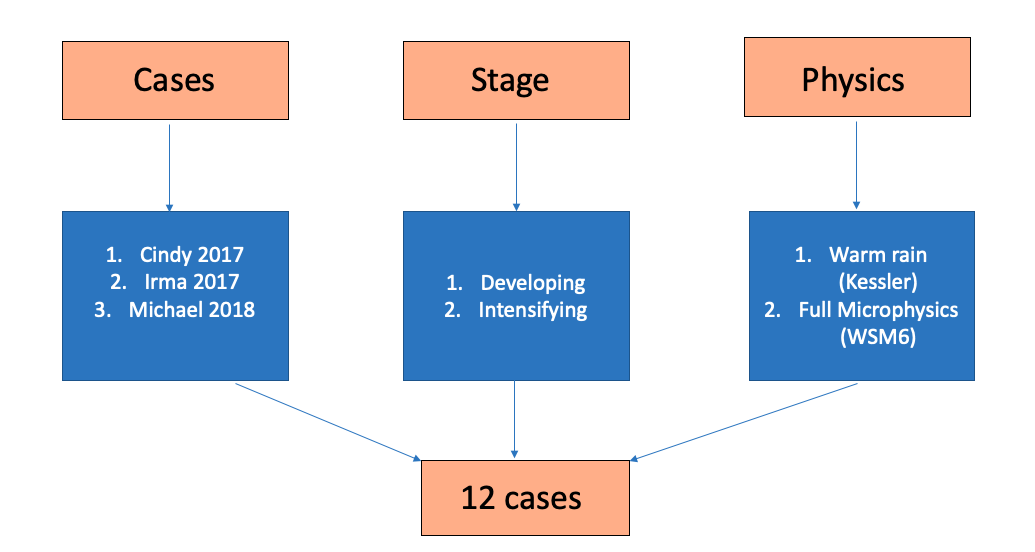 Cases
Stage
Physics
1. Cindy 2017
2. Irma 2017
3. Michael 2018
1. Developing
2. Intensifying
1. Warm rain
(Kessler)
2. Full Microphysics
(WSM6)
12 cases